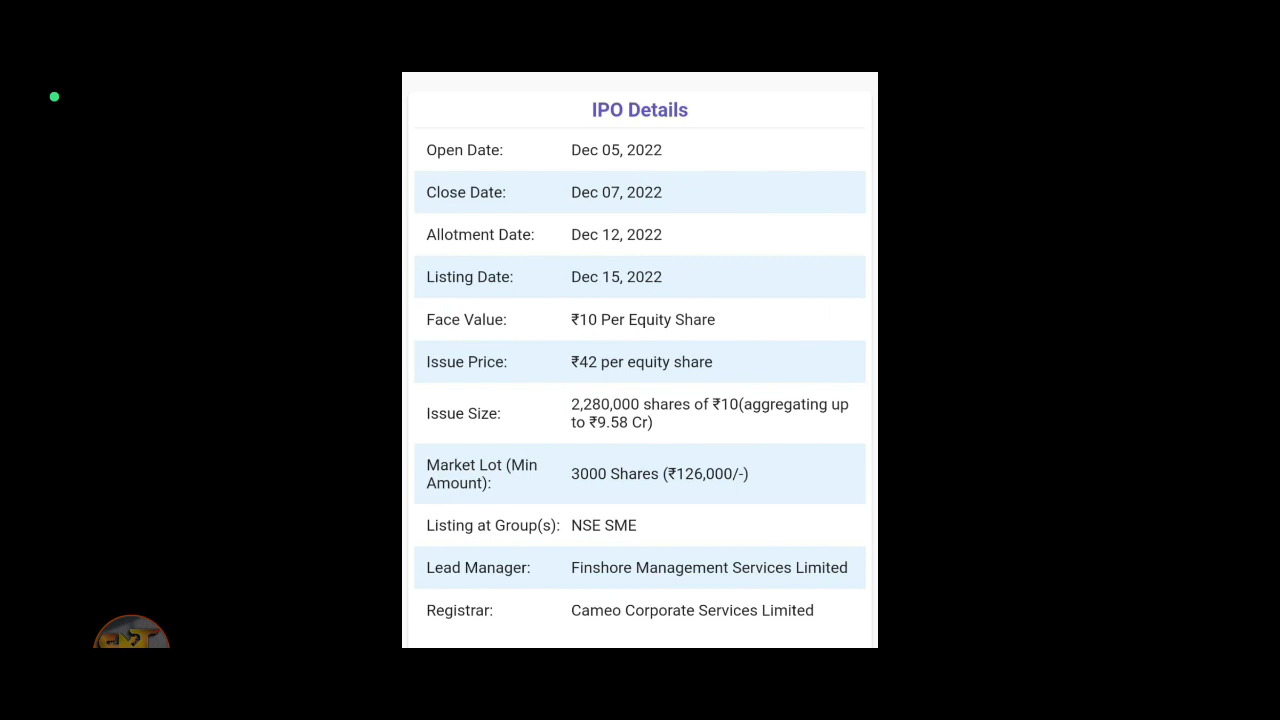 IPO Details
Open Date: Dec 05, 2022
Close Date: Dec 07, 2022
Allotment Date: Dec 12, 2022
Listing Date: Dec 15, 2022
Face Value: ₹10 Per Equity Share
Issue Price: ₹42 per equity share
Issue Size: 2,280,000 shares of ₹10(aggregating up
to ₹9.58 Cr)
Market Lot (Min
Amount): 3000 Shares (₹126,000/-)
Listing at Group(s): NSE SME
Lead Manager: Finshore Management Services Limited
Registrar: Cameo Corporate Services Limited